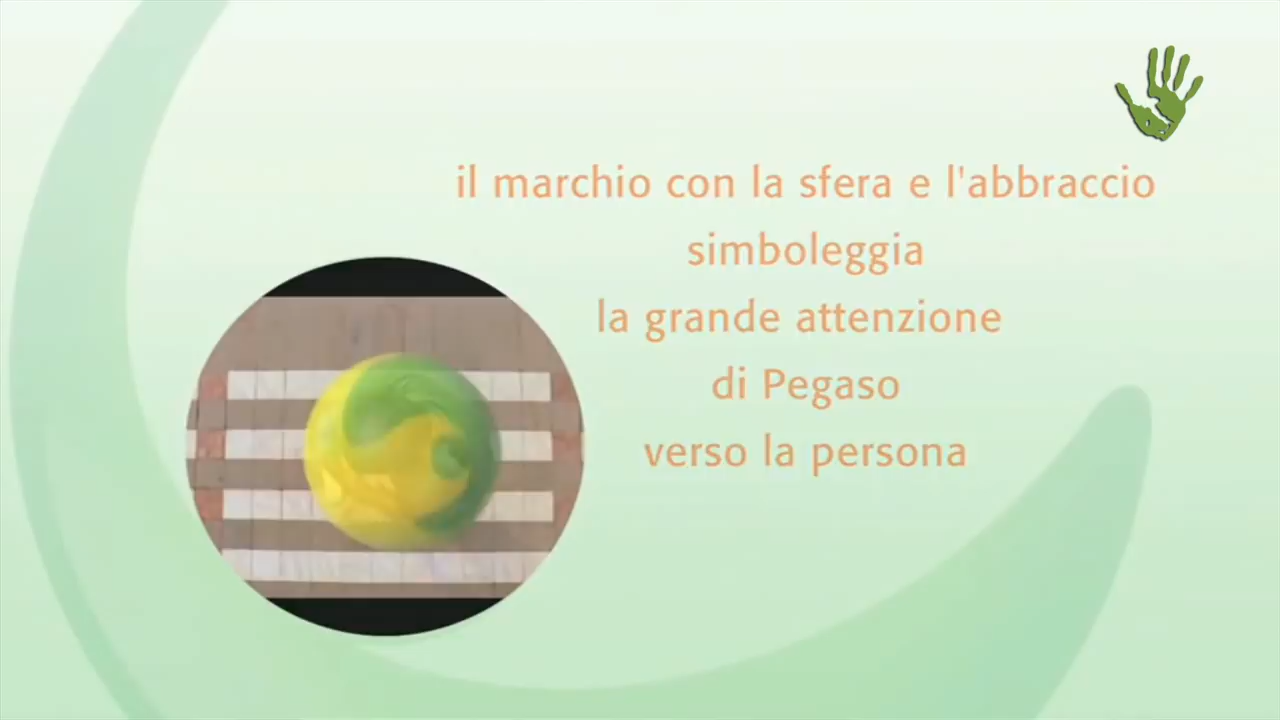 il marchio con la sfera e l'abbraccio
simboleggia
la grande attenzione
di Pegaso
verso la persona